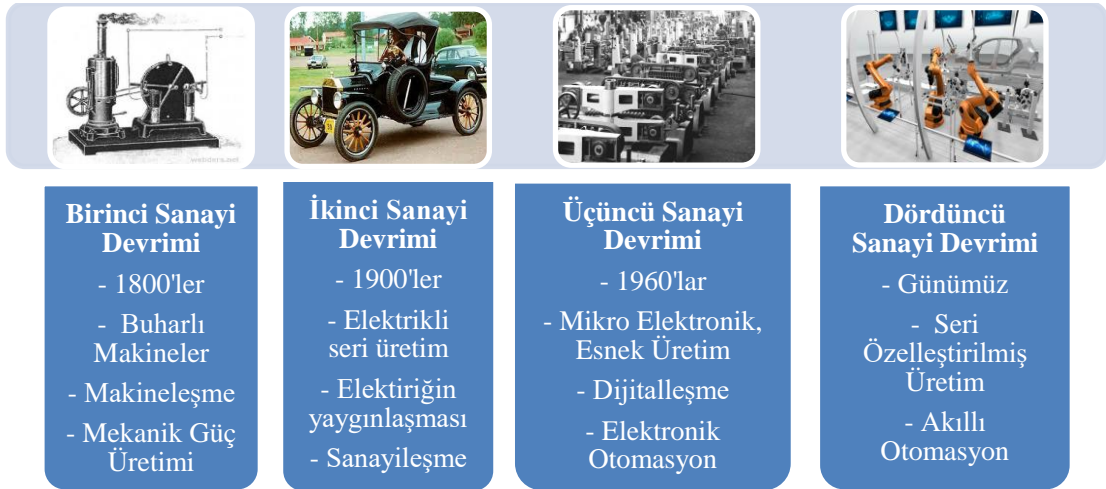 Birinci Sanayi
Devrimi
- 1800'ler
- Buharlı
Makineler
- Makineleşme
- Mekanik Güç
Üretimi
İkinci Sanayi
Devrimi
- 1900'ler
- Elektrikli
seri üretim
- Elektiriğin
yaygınlaşması
- Sanayileşme
Üçüncü Sanayi
Devrimi
- 1960'lar
- Mikro Elektronik,
Esnek Üretim
- Dijitalleşme
- Elektronik
Otomasyon
Dördüncü
Sanayi Devrimi
- Günümüz
- Seri
Özelleştirilmiş
Üretim
- Akıllı
Otomasyon